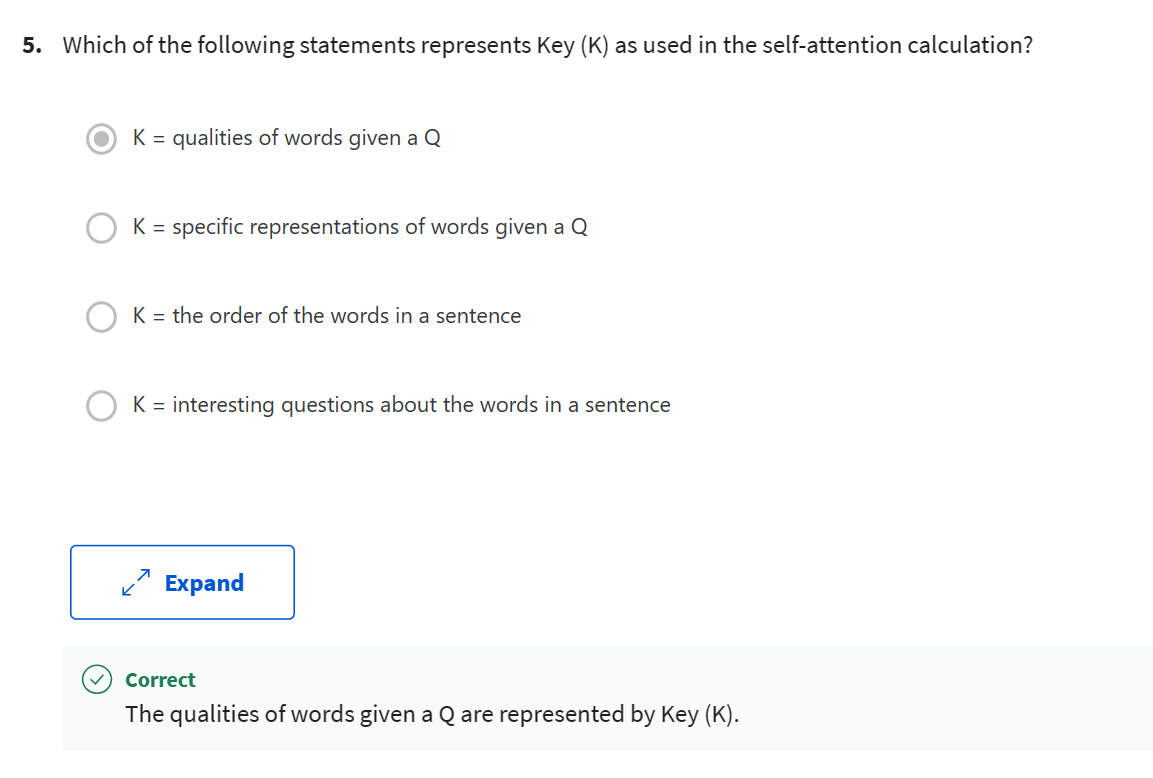 5. Which of the following statements represents Key (K) as used in the self-attention calculation?
K = qualities of words given a Q
K = specific representations of words given a Q
K = the order of the words in a sentence
K = interesting questions about the words in a sentence
Expand
Correct
The qualities of words given a Q are represented by Key (K).